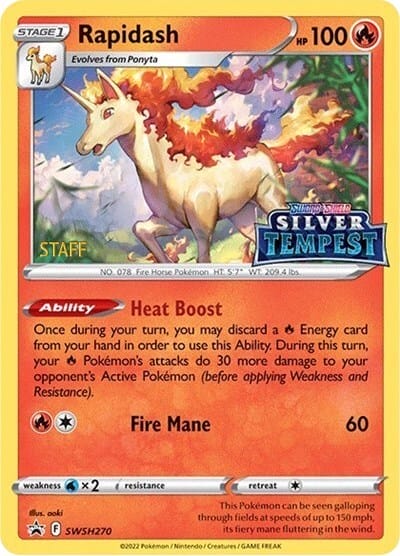 STAGE 1 Rapidash HP 100
Evolves from Ponyta
Sword & Shield
SILVER
TEMPEST
STAFF
NO. 078 Fire Horse Pokémon HT: 5'7" WT: 209.4 lbs.
Ability Heat Boost
Once during your turn, you may discard a Energy card
from your hand in order to use this Ability. During this turn,
your Pokémon's attacks do 30 more damage to your
opponent's Active Pokémon (before applying Weakness and
Resistance).
Fire Mane 60
weakness ×2 resistance retreat
Illus. aoki
This Pokémon can be seen galloping
through fields at speeds of up to 150 mph,
its fiery mane fluttering in the wind.
F SWSH270
©2022 Pokémon / Nintendo / Creatures / GAME FREAK